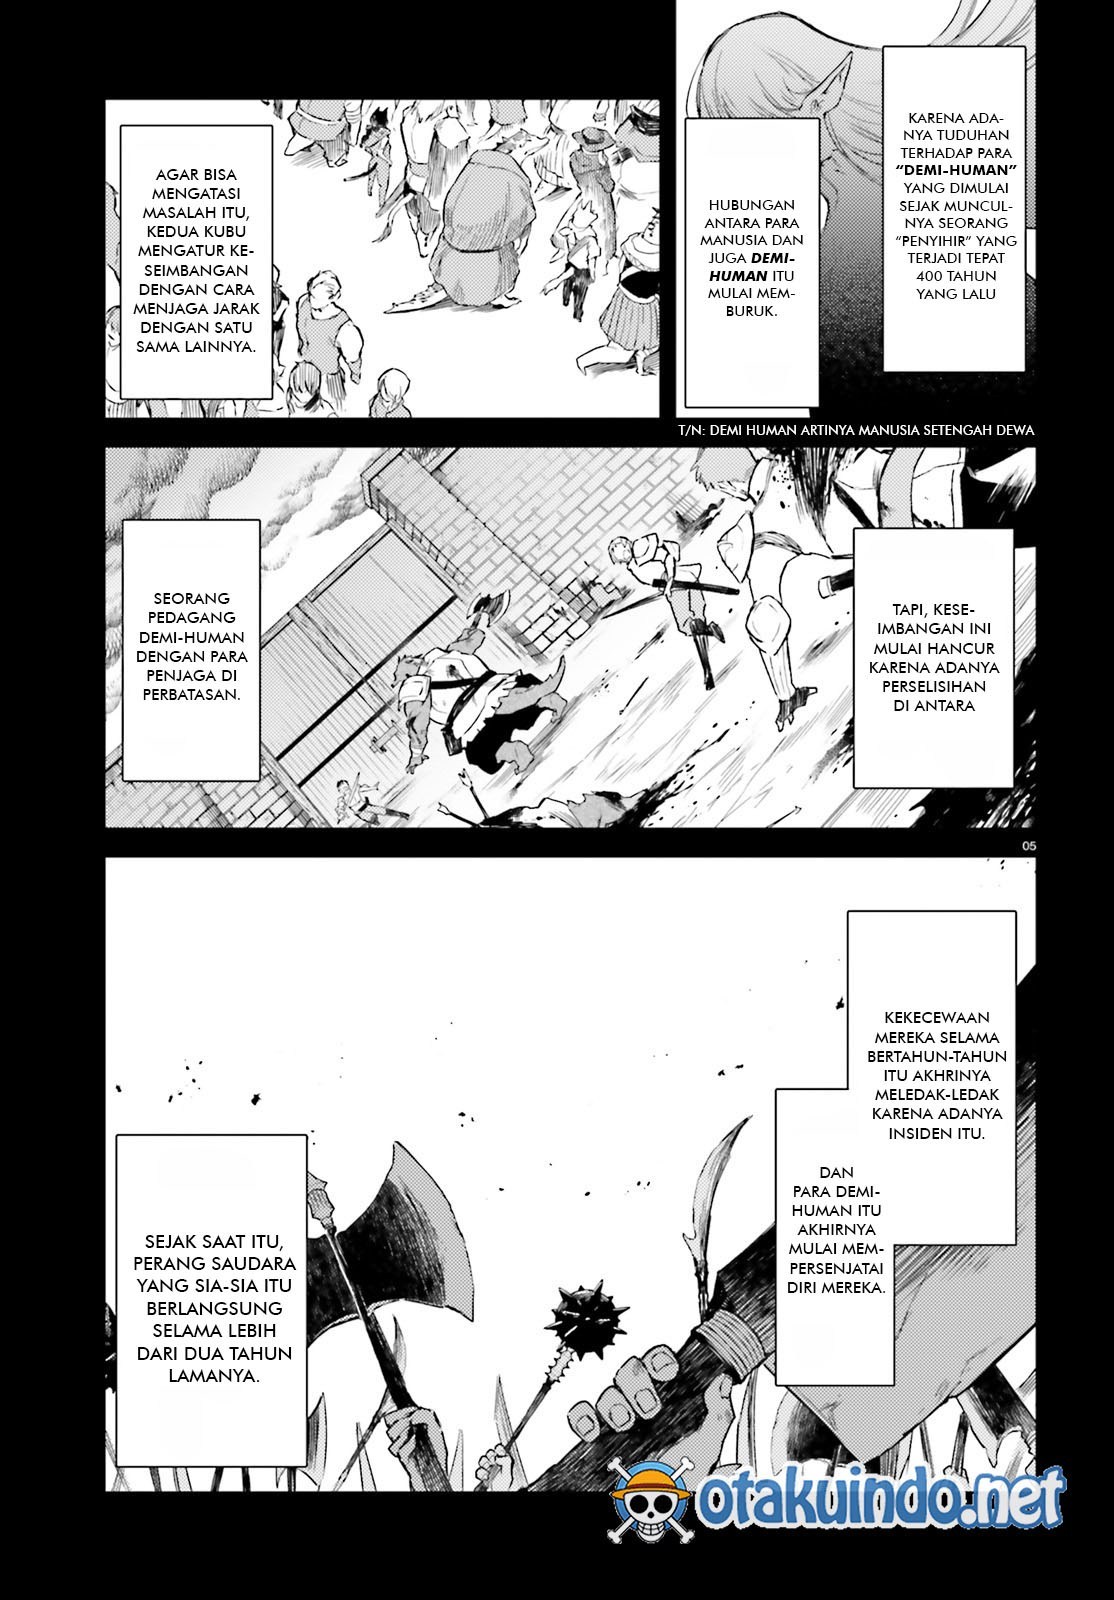 KARENA ADA-
NYA TUDUHAN
TERHADAP PARA
“DEMI-HUMAN”
YANG DIMULAI
SEJAK MUNCUL-
NYA SEORANG
“PENYIHIR” YANG
TERJADI TEPAT
400 TAHUN
YANG LALU
HUBUNGAN
ANTARA PARA
MANUSIA DAN
JUGA DEMI-
HUMAN ITU
MULAI MEM-
BURUK.
AGAR BISA
MENGATASI
MASALAH ITU,
KEDUA KUBU
MENGATUR KE-
SEIMBANGAN
DENGAN CARA
MENJAGA JARAK
DENGAN SATU
SAMA LAINNYA.
T/N: DEMI HUMAN ARTINYA MANUSIA SETENGAH DEWA
TAPI, KESE-
IMBANGAN INI
MULAI HANCUR
KARENA ADANYA
PERSELISIHAN
DI ANTARA
SEORANG
PEDAGANG
DEMI-HUMAN
DENGAN PARA
PENJAGA DI
PERBATASAN.
05
KEKECEWAAN
MEREKA SELAMA
BERTAHUN-TAHUN
ITU AKHRINYA
MELEDAK-LEDAK
KARENA ADANYA
INSIDEN ITU.
DAN
PARA DEMI-
HUMAN ITU
AKHIRNYA
MULAI MEM-
PERSENJATAI
DIRI MEREKA.
SEJAK SAAT ITU,
PERANG SAUDARA
YANG SIA-SIA ITU
BERLANGSUNG
SELAMA LEBIH
DARI DUA TAHUN
LAMANYA.
otakuindo.net